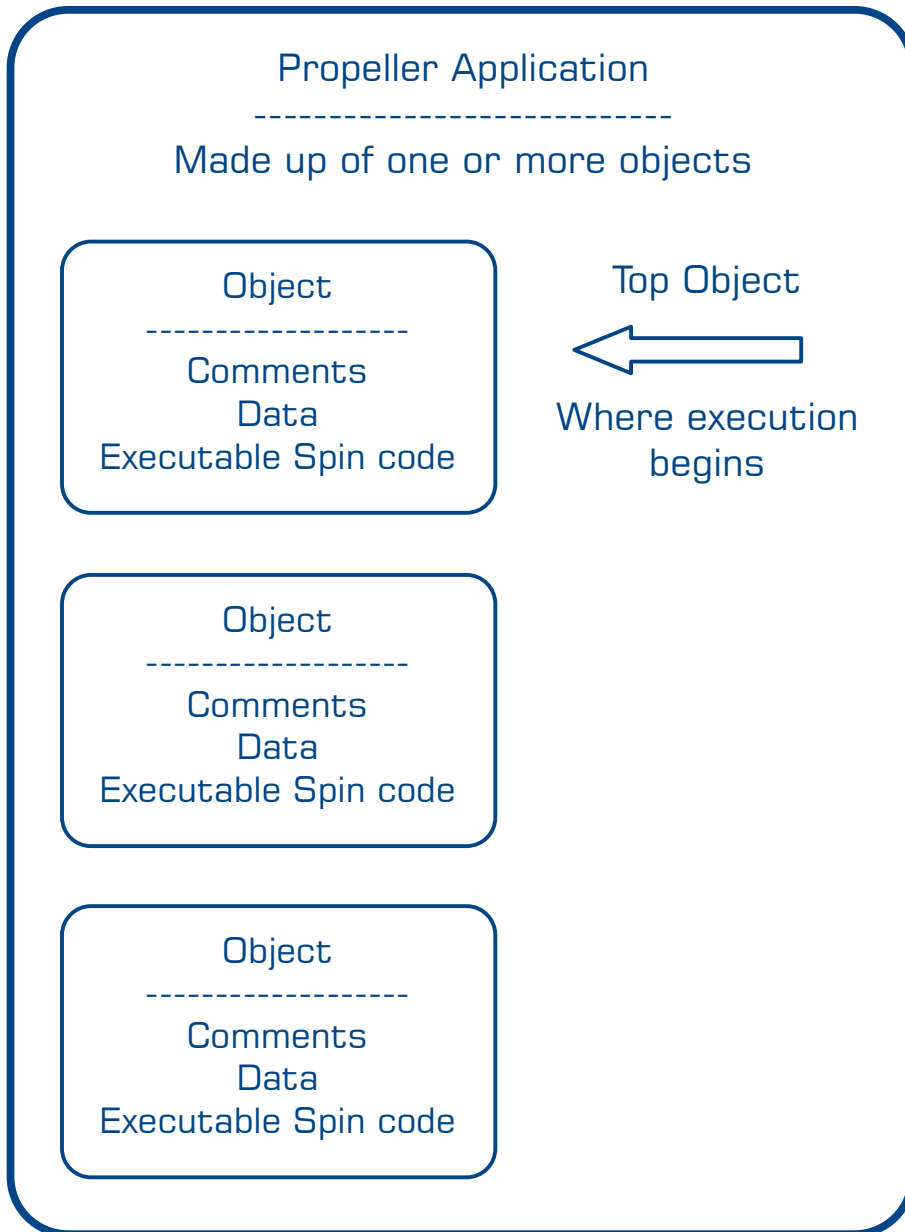 Propeller Application
----------------------------
Made up of one or more objects
Object
-------------------
Comments
Data
Executable Spin code
Top Object
Where execution
begins
Object
-------------------
Comments
Data
Executable Spin code
Object
-------------------
Comments
Data
Executable Spin code